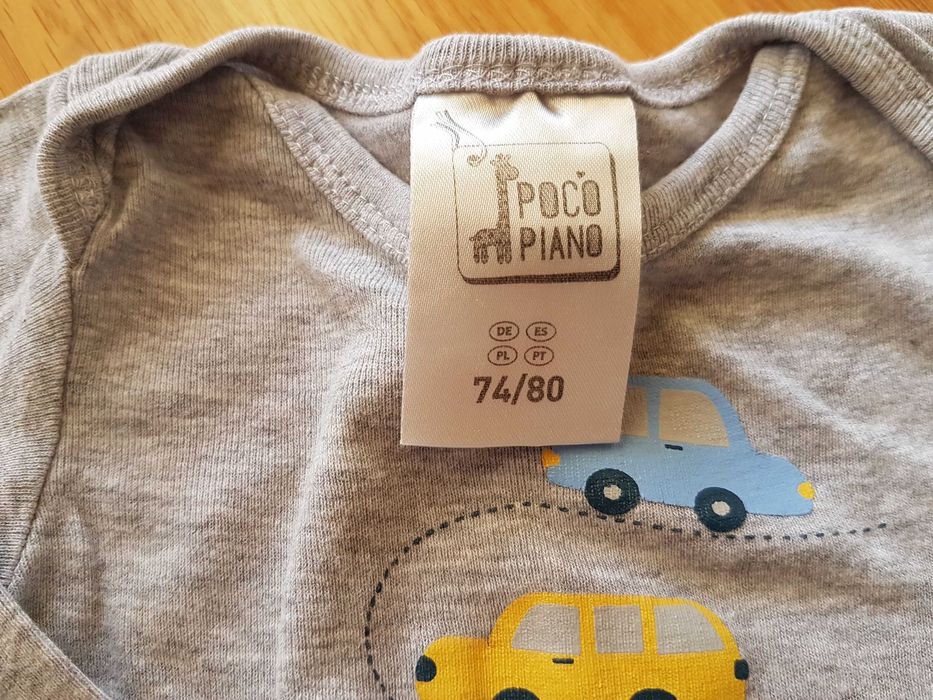 POCO
PIANO
DE ES
PL PT
74/80